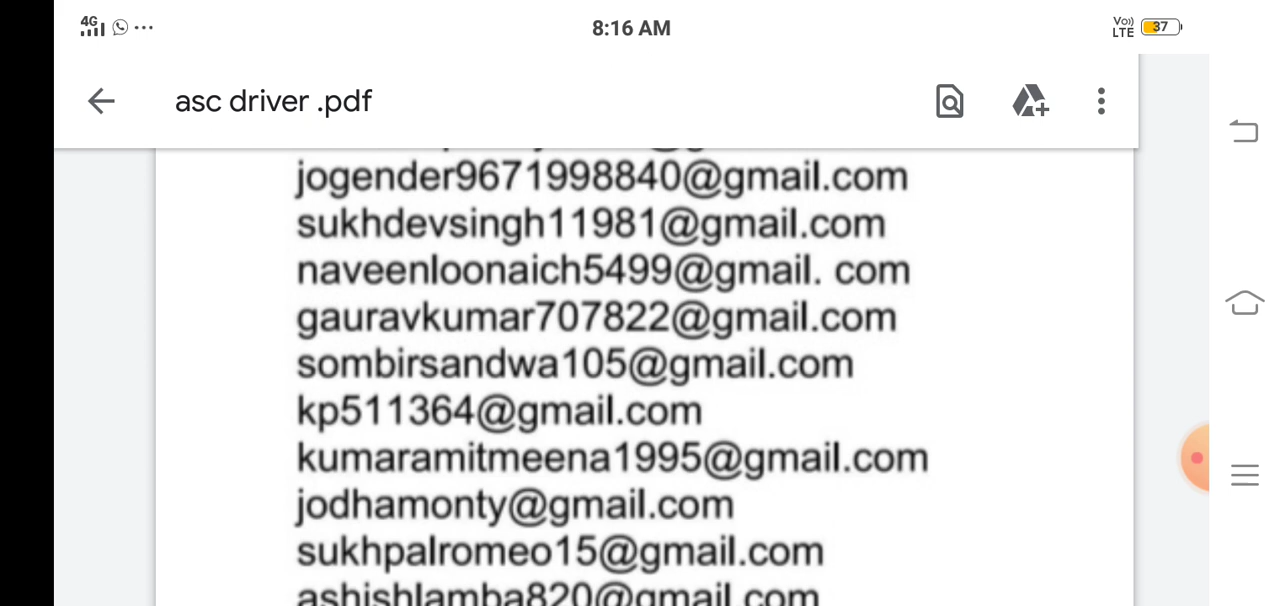 4G ...
8:16 AM
Vo)) LTE 37
asc driver .pdf
jogender9671998840@gmail.com
sukhdevsingh11981@gmail.com
naveenloonaich5499@gmail. com
gauravkumar707822@gmail.com
sombirsandwa105@gmail.com
kp511364@gmail.com
kumaramitmeena1995@gmail.com
jodhamonty@gmail.com
sukhpalromeo15@gmail.com
ashishlamba820@gmail.com